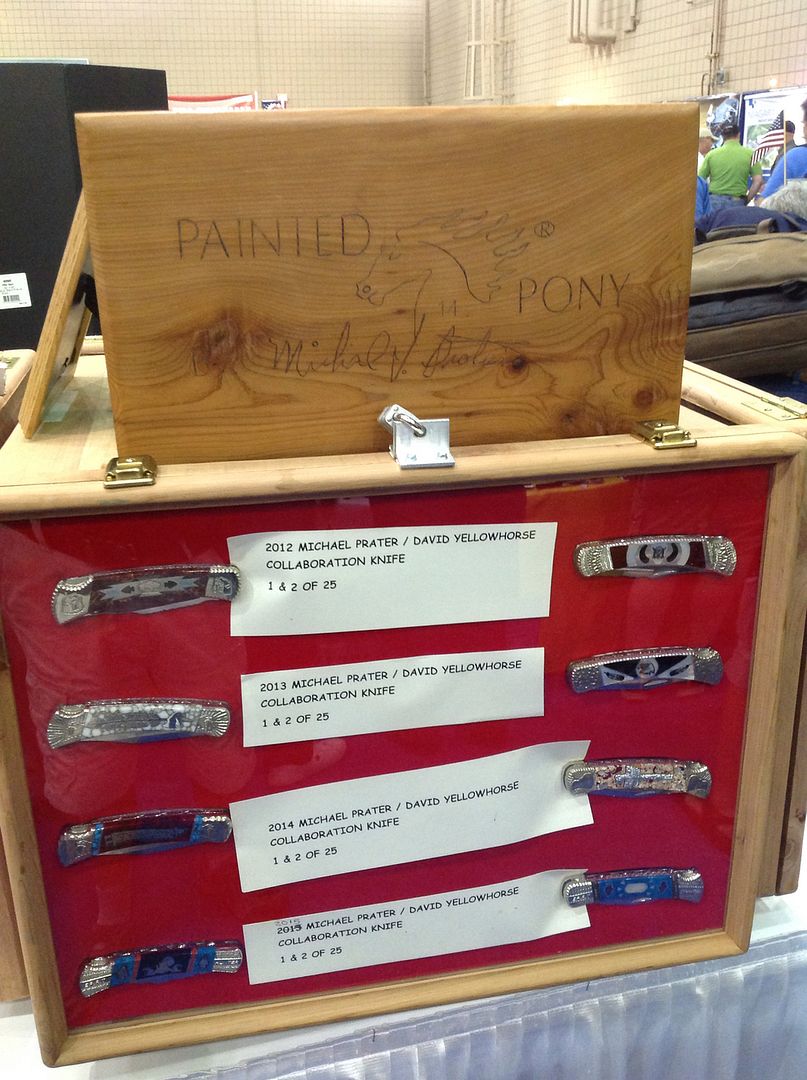 PAINTED PONY ®
14
2012 MICHAEL PRATER / DAVID YELLOWHORSE
COLLABORATION KNIFE
1 & 2 OF 25
2013 MICHAEL PRATER / DAVID YELLOWHORSE
COLLABORATION KNIFE
1 & 2 OF 25
2014 MICHAEL PRATER / DAVID YELLOWHORSE
COLLABORATION KNIFE
1 & 2 OF 25
2015
MICHAEL PRATER / DAVID YELLOWHORSE
COLLABORATION KNIFE
1 & 2 OF 25